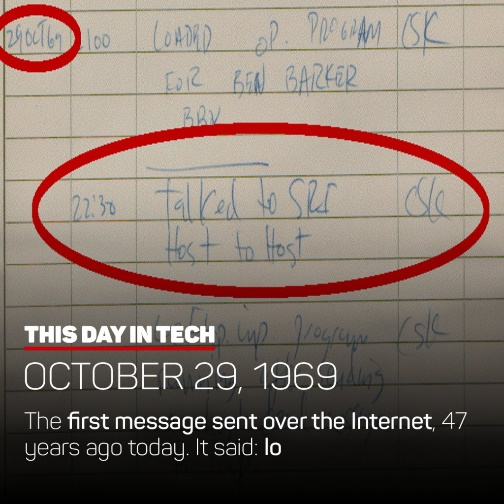 29OCT69 100 LOADED OP. PROGRAM CSK
FOR BEN BARKER
BBN
22:30 Talked to SRI CSK
Host to Host
program CSK
THIS DAY IN TECH
OCTOBER 29, 1969
The first message sent over the Internet, 47
years ago today. It said: lo